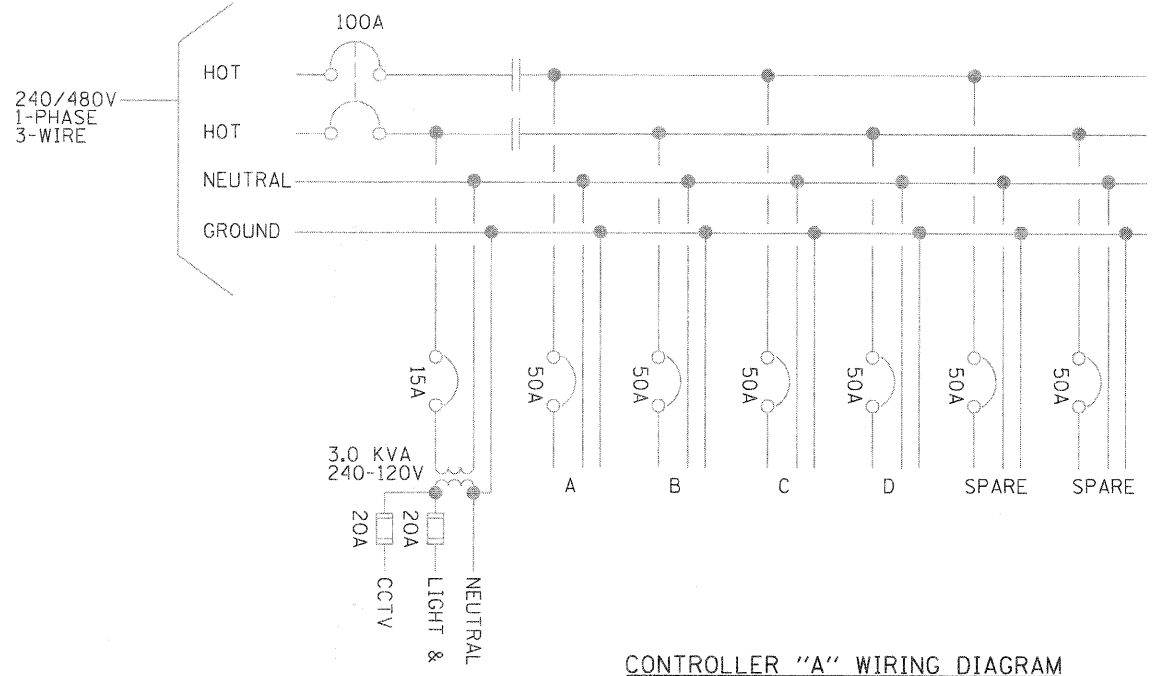 100A
HOT
240/480V
1-PHASE
3-WIRE
HOT
NEUTRAL
GROUND
15A
50A
50A
50A
50A
50A
50A
3.0 KVA
240-120V
A
B
C
D
SPARE
SPARE
20A
20A
CCTV
LIGHT &
NEUTRAL
CONTROLLER "A" WIRING DIAGRAM